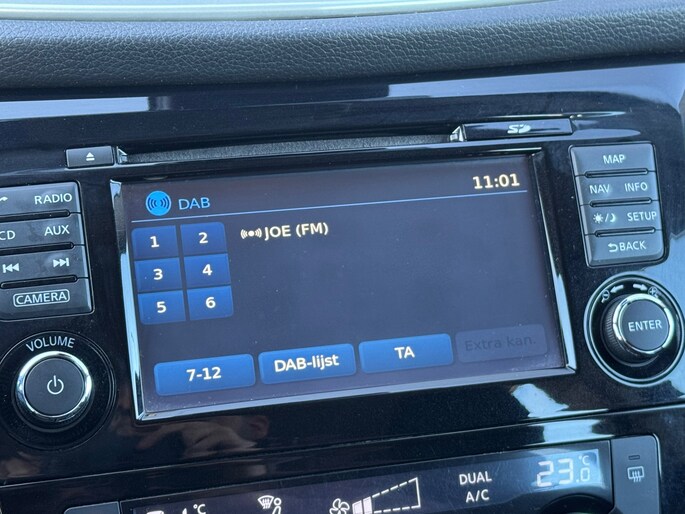 SD
MAP
RADIO
DAB
11:01
NAV INFO
CD AUX
1 2
JOE (FM)
SETUP
3 4
BACK
CAMERA
5 6
ENTER
VOLUME
7-12
DAB-lijst
TA
Extra kan.
DUAL
A/C
23.0 °C
°C